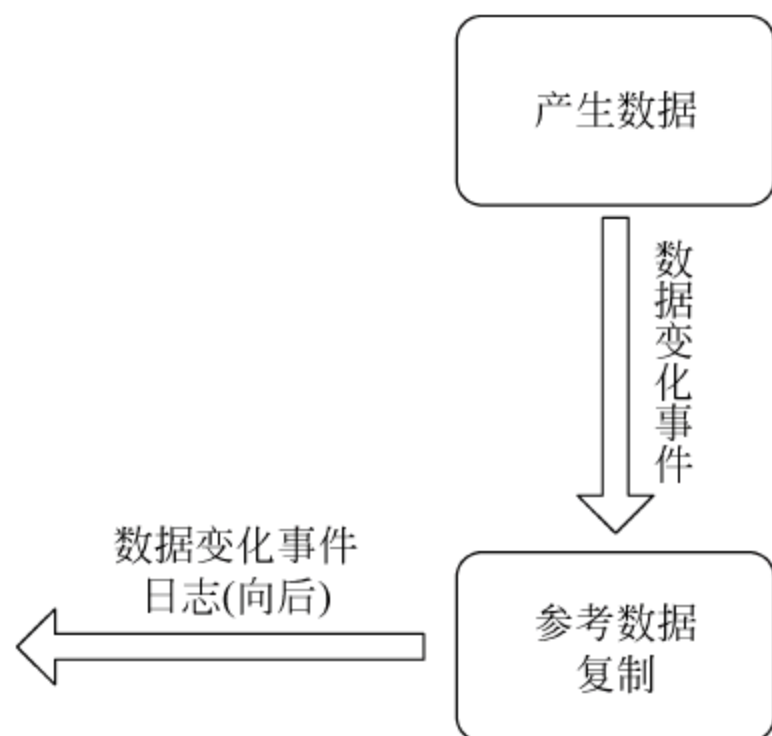 产生数据
数据变化事件
数据变化事件
日志(向后)
参考数据
复制